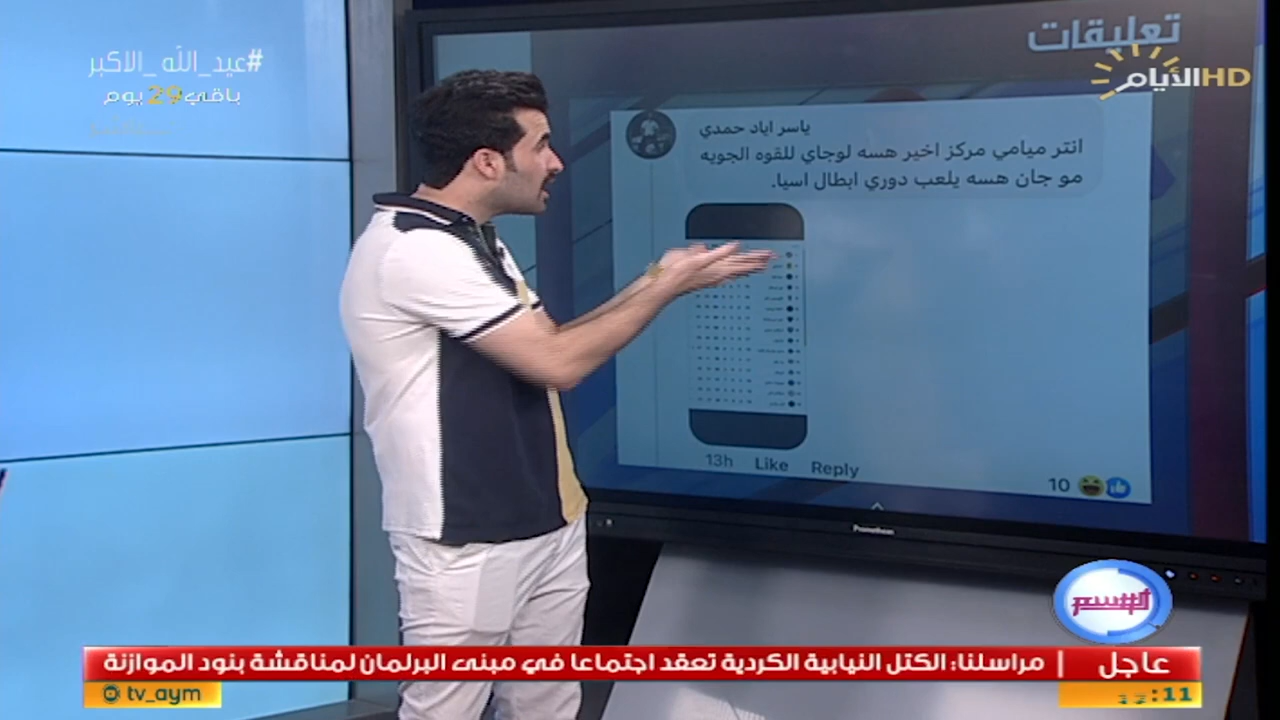 #عيد_الله_الاكبر
باقي 29 يوم
تعليقات
الأيام HD
ياسر اياد حمدي
انتر ميامي مركز اخير هسه لوجاي للقوه الجويه
مو جان هسه يلعب دوري ابطال اسيا.
13h Like Reply
10
Promethean
عاجل | مراسلنا: الكتل النيابية الكردية تعقد اجتماعا في مبنى البرلمان لمناقشة بنود الموازنة
tv_aym
:11